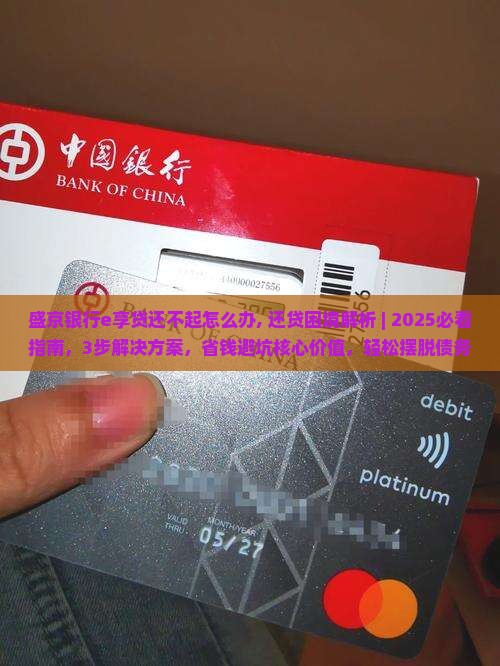 中國銀行
BANK OF CHINA
440900027556
盛京银行e享贷还不起怎么办, 还贷困境解析 | 2025必看
指南，3步解决方案，省钱避坑核心价值，轻松摆脱债务
debit
platinum
VALID
THRU
MONTH/YEAR
05/27